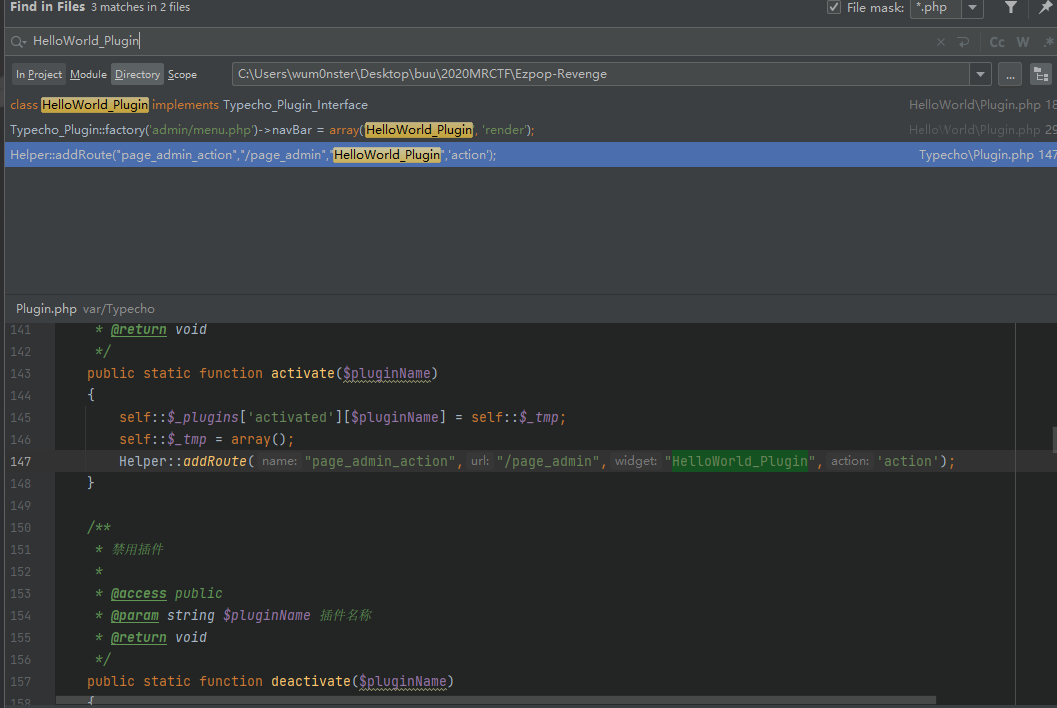 Find in Files 3 matches in 2 files File mask: *.php
HelloWorld_Plugin Cc W .*
In Project Module Directory Scope C:\Users\wum0nster\Desktop\buu\2020MRCTF\Ezpop-Revenge ...
class HelloWorld_Plugin implements Typecho_Plugin_Interface HelloWorld\Plugin.php 18
Typecho_Plugin::factory('admin/menu.php')->navBar = array(HelloWorld_Plugin, 'render'); HelloWorld\Plugin.php 29
Helper::addRoute("page_admin_action","/page_admin","HelloWorld_Plugin",'action'); Typecho\Plugin.php 147
Plugin.php var/Typecho
141 * @return void
142 */
143 public static function activate($pluginName)
144 {
145 self::$_plugins['activated'][$pluginName] = self::$_tmp;
146 self::$_tmp = array();
147 Helper::addRoute( name: "page_admin_action", url: "/page_admin", widget: "HelloWorld_Plugin", action: 'action');
148 }
149
150 /**
151 * 禁用插件
152 *
153 * @access public
154 * @param string $pluginName 插件名称
155 * @return void
156 */
157 public static function deactivate($pluginName)
158 {